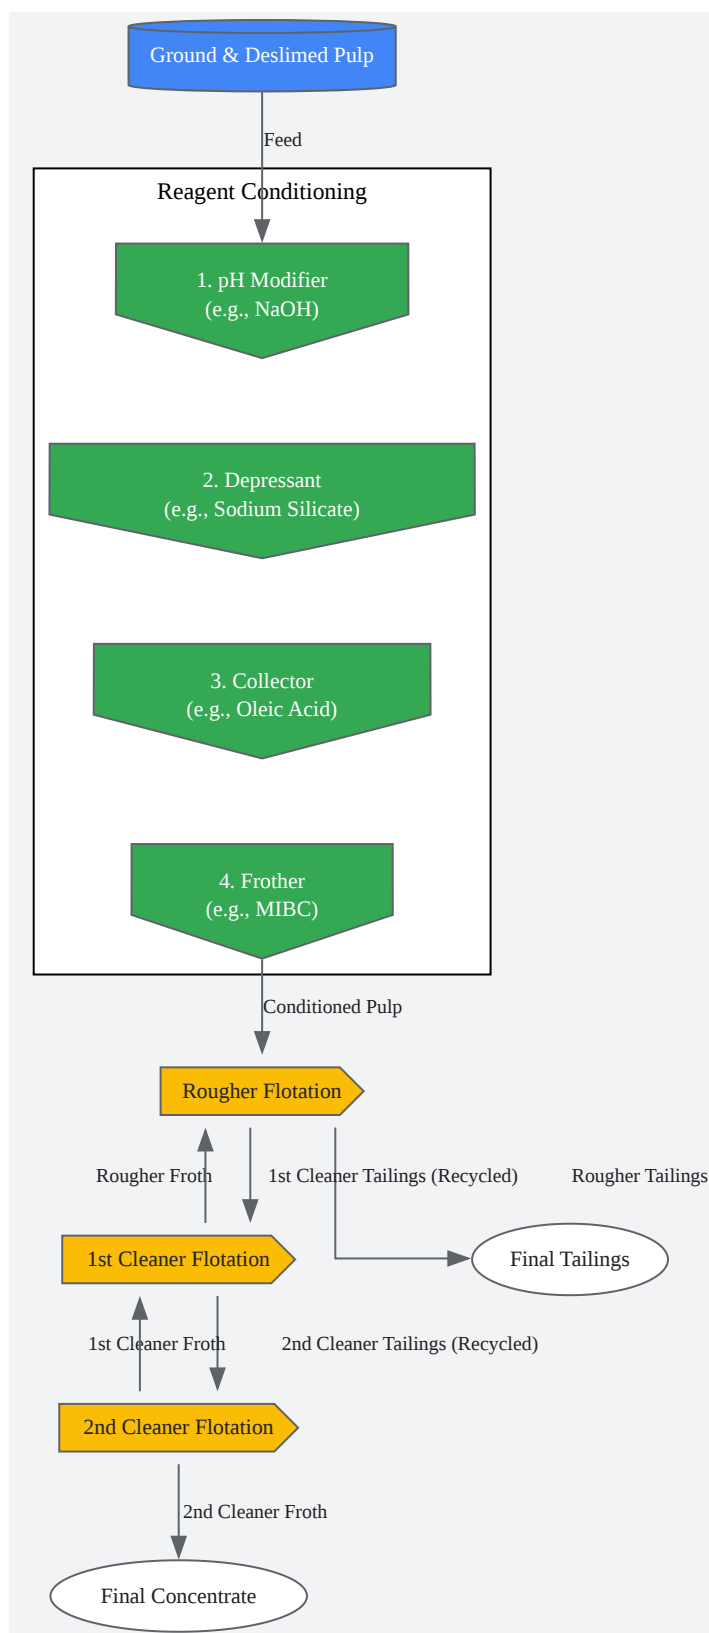 Ground & Deslimed Pulp
Feed
Reagent Conditioning
1. pH Modifier
(e.g., NaOH)
2. Depressant
(e.g., Sodium Silicate)
3. Collector
(e.g., Oleic Acid)
4. Frother
(e.g., MIBC)
Conditioned Pulp
Rougher Flotation
Rougher Froth
1st Cleaner Tailings (Recycled)
Rougher Tailings
1st Cleaner Flotation
Final Tailings
1st Cleaner Froth
2nd Cleaner Tailings (Recycled)
2nd Cleaner Flotation
2nd Cleaner Froth
Final Concentrate